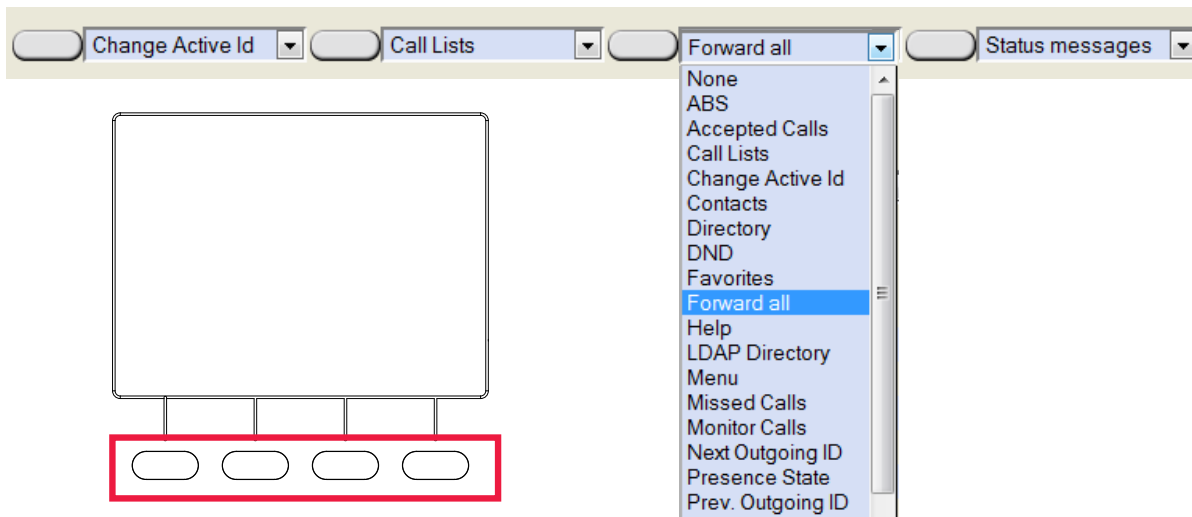 Change Active Id Call Lists Forward all Status messages
None
ABS
Accepted Calls
Call Lists
Change Active Id
Contacts
Directory
DND
Favorites
Forward all
Help
LDAP Directory
Menu
Missed Calls
Monitor Calls
Next Outgoing ID
Presence State
Prev. Outgoing ID